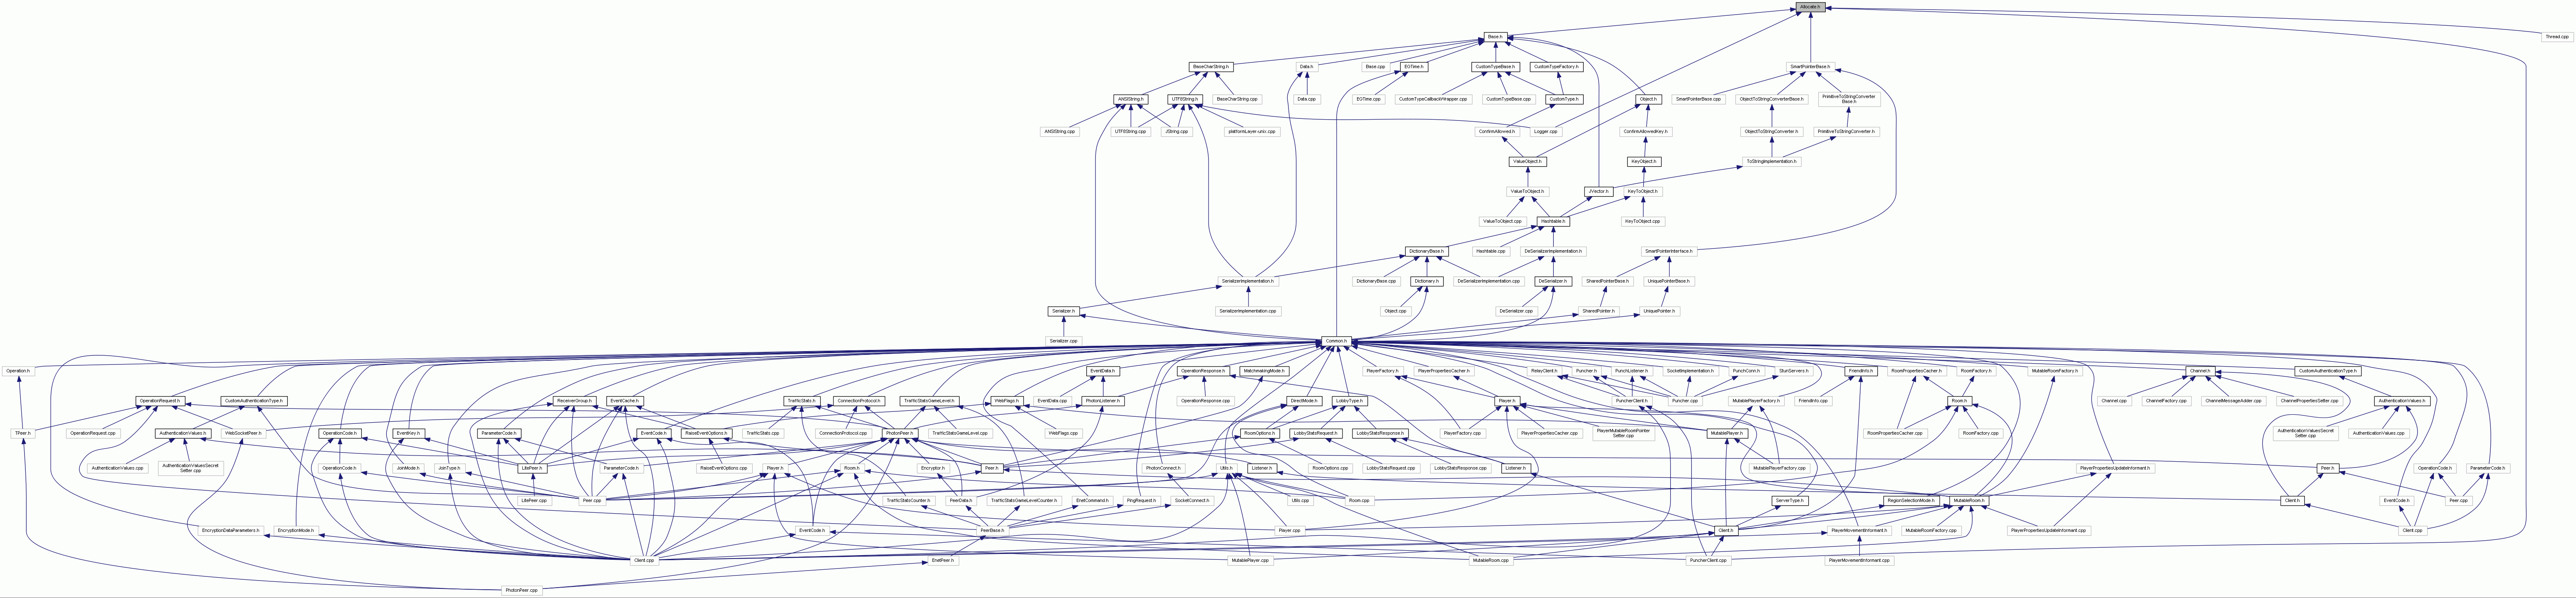 Allocate.h
Base.h
Thread.cpp
BaseCharString.h
Data.h
Base.cpp
EGTime.h
CustomTypeBase.h
CustomTypeFactory.h
SmartPointerBase.h
ANSIString.h
UTF8String.h
BaseCharString.cpp
Data.cpp
EGTime.cpp
CustomTypeCallbackWrapper.cpp
CustomTypeBase.cpp
CustomType.h
Object.h
SmartPointerBase.cpp
ObjectToStringConverterBase.h
PrimitiveToStringConverter
Base.h
ANSIString.cpp
UTF8String.cpp
JString.cpp
platformLayer-unix.cpp
Logger.cpp
ConfirmAllowed.h
ConfirmAllowedKey.h
ObjectToStringConverter.h
PrimitiveToStringConverter.h
ValueObject.h
KeyObject.h
ToStringImplementation.h
ValueToObject.h
JVector.h
KeyToObject.h
ValueToObject.cpp
Hashtable.h
KeyToObject.cpp
DictionaryBase.h
Hashtable.cpp
DeSerializerImplementation.h
SmartPointerInterface.h
SerializerImplementation.h
DictionaryBase.cpp
Dictionary.h
DeSerializerImplementation.cpp
DeSerializer.h
SharedPointerBase.h
UniquePointerBase.h
Serializer.h
SerializerImplementation.cpp
Object.cpp
DeSerializer.cpp
SharedPointer.h
UniquePointer.h
Serializer.cpp
Common.h
Operation.h
EventData.h
OperationResponse.h
MatchmakingMode.h
PlayerFactory.h
PlayerPropertiesCacher.h
RelayClient.h
Puncher.h
PunchListener.h
SocketImplementation.h
PunchConn.h
StunServers.h
FriendInfo.h
RoomPropertiesCacher.h
RoomFactory.h
MutableRoomFactory.h
Channel.h
CustomAuthenticationType.h
OperationRequest.h
CustomAuthenticationType.h
ReceiverGroup.h
EventCache.h
TrafficStats.h
ConnectionProtocol.h
TrafficStatsGameLevel.h
WebFlags.h
EventData.cpp
PhotonListener.h
OperationResponse.cpp
DirectMode.h
LobbyType.h
Player.h
PuncherClient.h
Puncher.cpp
MutablePlayerFactory.h
FriendInfo.cpp
Room.h
Channel.cpp
ChannelFactory.cpp
ChannelMessageAdder.cpp
ChannelPropertiesSetter.cpp
AuthenticationValues.h
TPeer.h
OperationRequest.cpp
AuthenticationValues.h
WebSocketPeer.h
OperationCode.h
EventKey.h
ParameterCode.h
EventCode.h
RaiseEventOptions.h
TrafficStats.cpp
ConnectionProtocol.cpp
PhotonPeer.h
TrafficStatsGameLevel.cpp
WebFlags.cpp
RoomOptions.h
LobbyStatsRequest.h
LobbyStatsResponse.h
PlayerFactory.cpp
PlayerPropertiesCacher.cpp
PlayerMutableRoomPointer
Setter.cpp
MutablePlayer.h
RoomPropertiesCacher.cpp
RoomFactory.cpp
AuthenticationValuesSecret
Setter.cpp
AuthenticationValues.cpp
AuthenticationValues.cpp
AuthenticationValuesSecret
Setter.cpp
OperationCode.h
JoinMode.h
JoinType.h
LitePeer.h
ParameterCode.h
RaiseEventOptions.cpp
Player.h
Room.h
Encryptor.h
Peer.h
PhotonConnect.h
Utils.h
Listener.h
RoomOptions.cpp
LobbyStatsRequest.cpp
LobbyStatsResponse.cpp
Listener.h
MutablePlayerFactory.cpp
PlayerPropertiesUpdateInformant.h
Peer.h
OperationCode.h
ParameterCode.h
LitePeer.cpp
Peer.cpp
TrafficStatsCounter.h
PeerData.h
TrafficStatsGameLevelCounter.h
EnetCommand.h
PingRequest.h
SocketConnect.h
Utils.cpp
Room.cpp
ServerType.h
RegionSelectionMode.h
MutableRoom.h
Client.h
EventCode.h
Peer.cpp
EncryptionDataParameters.h
EncryptionMode.h
EventCode.h
PeerBase.h
Player.cpp
Client.h
PlayerMovementInformant.h
MutableRoomFactory.cpp
PlayerPropertiesUpdateInformant.cpp
Client.cpp
Client.cpp
EnetPeer.h
MutablePlayer.cpp
MutableRoom.cpp
PuncherClient.cpp
PlayerMovementInformant.cpp
PhotonPeer.cpp